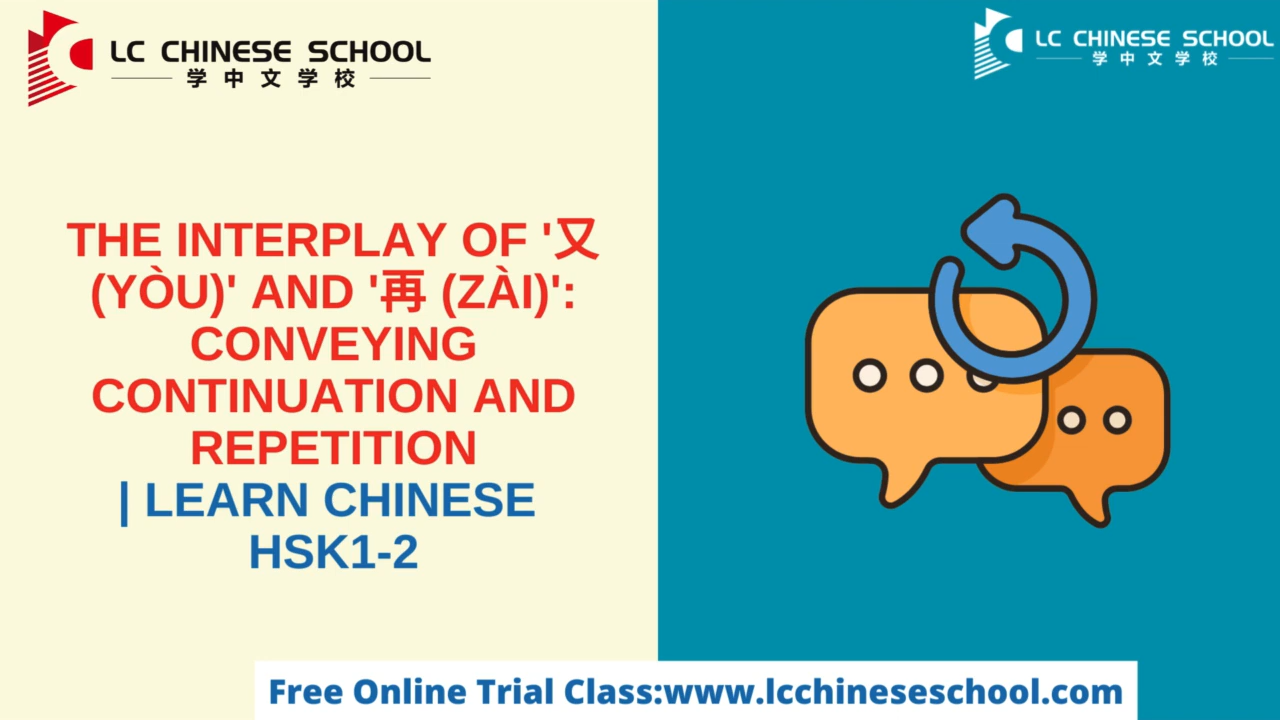 LC CHINESE SCHOOL
学中文学校
LC CHINESE SCHOOL
学中文学校
THE INTERPLAY OF '又
(YÒU)' AND '再 (ZÀI)':
CONVEYING
CONTINUATION AND
REPETITION
| LEARN CHINESE
HSK1-2
Free Online Trial Class:www.lcchineseschool.com